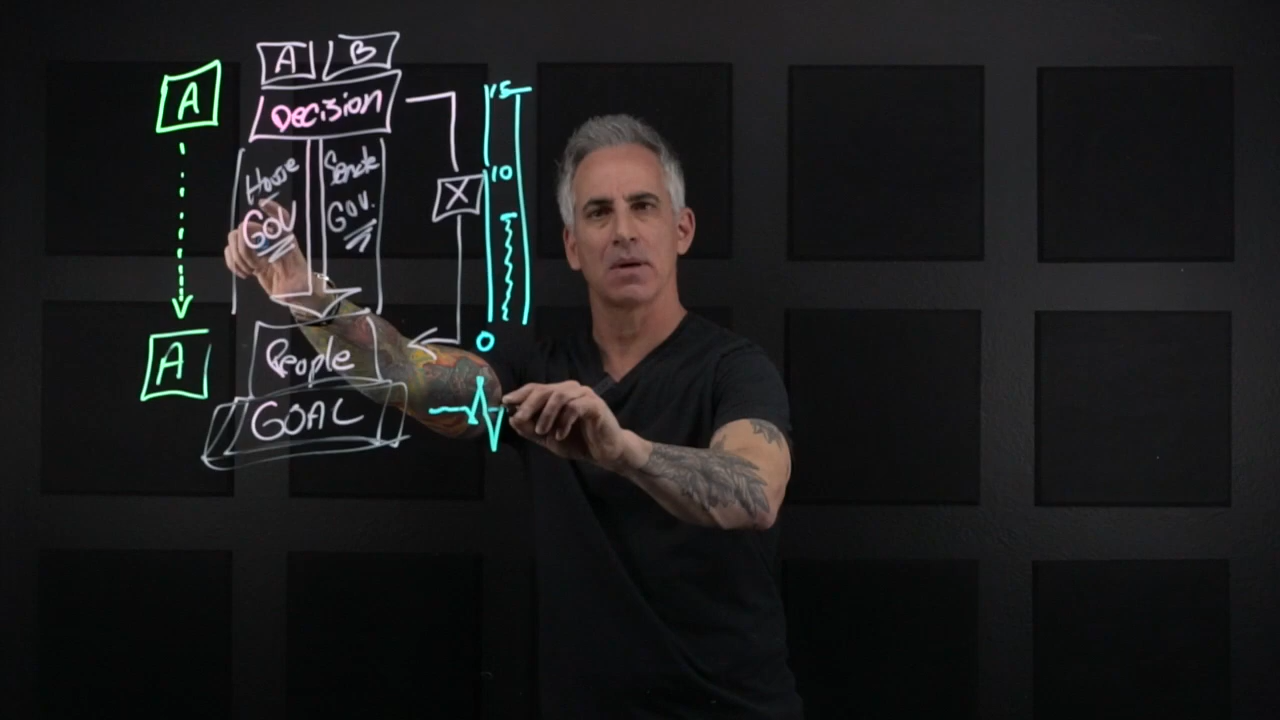 A B
A
Decision
15
House
GOV
Senate
GOV.
10
X
0
People
A
GOAL